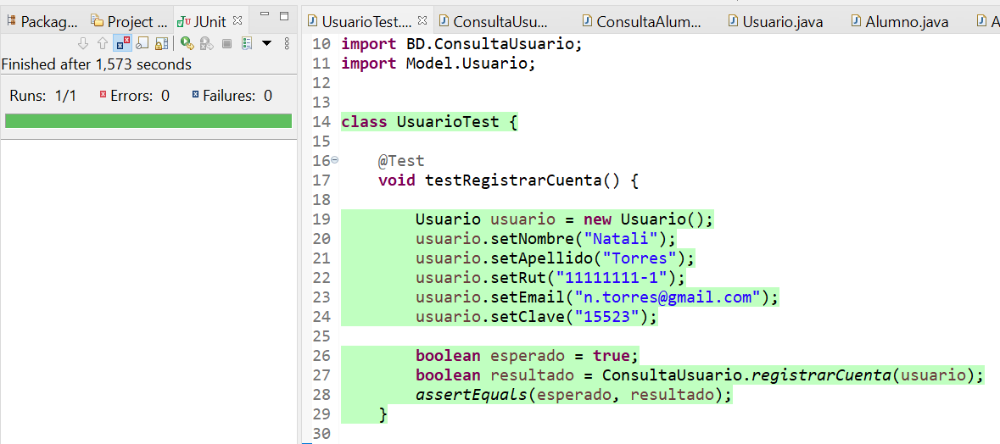 Packag... Project ... JUnit
Finished after 1,573 seconds
Runs: 1/1 Errors: 0 Failures: 0
UsuarioTest.... ConsultaUsu... ConsultaAlum... Usuario.java Alumno.java A
10 import BD.ConsultaUsuario;
11 import Model.Usuario;
12
13
14 class UsuarioTest {
15
16 @Test
17 void testRegistrarCuenta() {
18
19 Usuario usuario = new Usuario();
20 usuario.setNombre("Natali");
21 usuario.setApellido("Torres");
22 usuario.setRut("11111111-1");
23 usuario.setEmail("n.torres@gmail.com");
24 usuario.setClave("15523");
25
26 boolean esperado = true;
27 boolean resultado = ConsultaUsuario.registrarCuenta(usuario);
28 assertEquals(esperado, resultado);
29 }
30